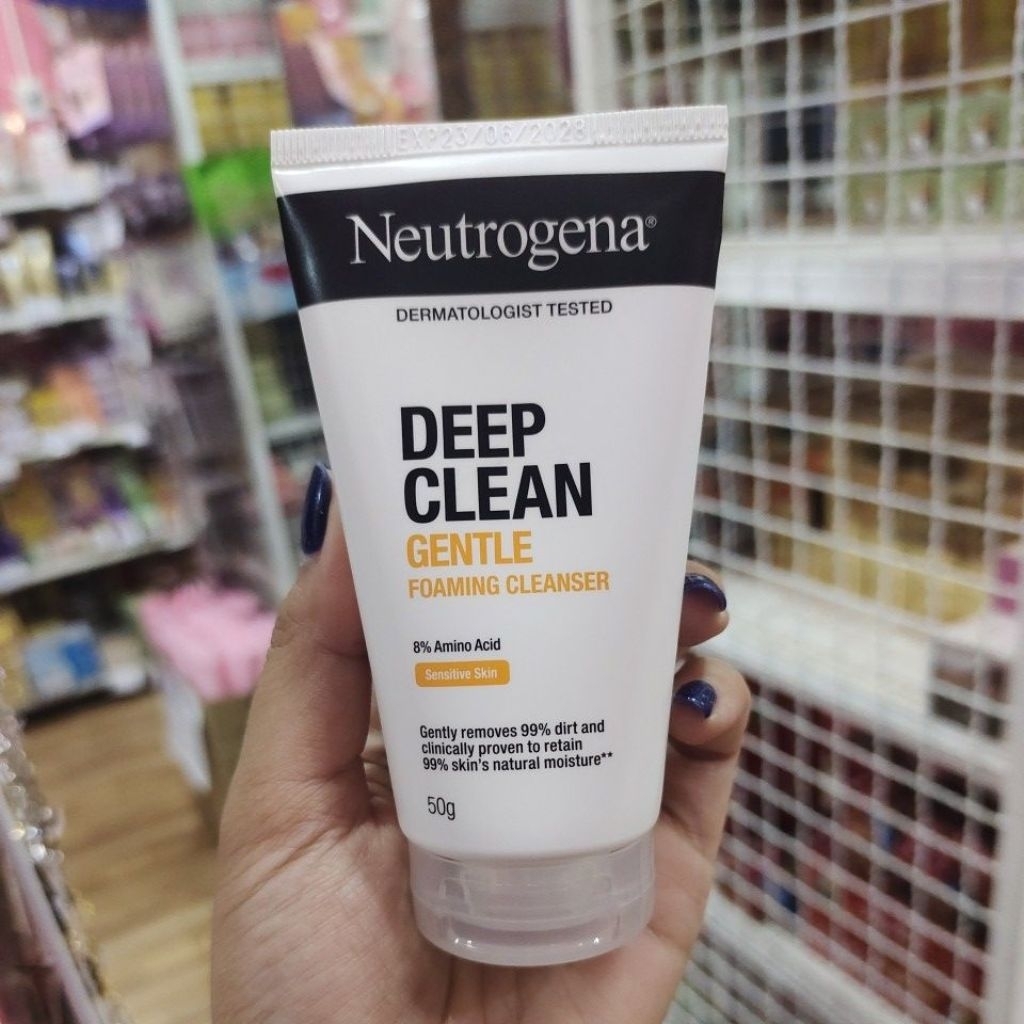 EXP23/06/2028
Neutrogena®
DERMATOLOGIST TESTED
DEEP
CLEAN
GENTLE
FOAMING CLEANSER
8% Amino Acid
Sensitive Skin
Gently removes 99% dirt and
clinically proven to retain
99% skin's natural moisture**
50g